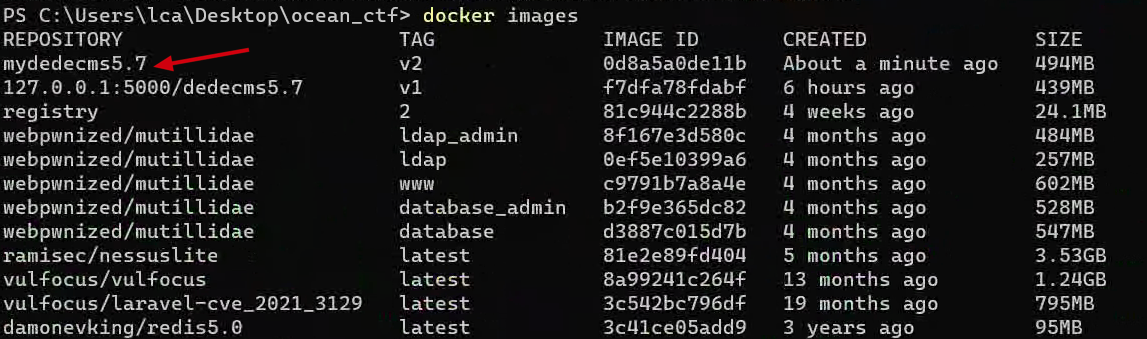 PS C:\Users\lca\Desktop\ocean_ctf> docker images
REPOSITORY TAG IMAGE ID CREATED SIZE
mydedecms5.7 v2 0d8a5a0de11b About a minute ago 494MB
127.0.0.1:5000/dedecms5.7 v1 f7dfa78fdabf 6 hours ago 439MB
registry 2 81c944c2288b 4 weeks ago 24.1MB
webpwnized/mutillidae ldap_admin 8f167e3d580c 4 months ago 484MB
webpwnized/mutillidae ldap 0ef5e10399a6 4 months ago 257MB
webpwnized/mutillidae www c9791b7a8a4e 4 months ago 602MB
webpwnized/mutillidae database_admin b2f9e365dc82 4 months ago 528MB
webpwnized/mutillidae database d3887c015d7b 4 months ago 547MB
ramisec/nessuslite latest 81e2e89fd404 5 months ago 3.53GB
vulfocus/vulfocus latest 8a99241c264f 13 months ago 1.24GB
vulfocus/laravel-cve_2021_3129 latest 3c542bc796df 19 months ago 795MB
damonevking/redis5.0 latest 3c41ce05add9 3 years ago 95MB